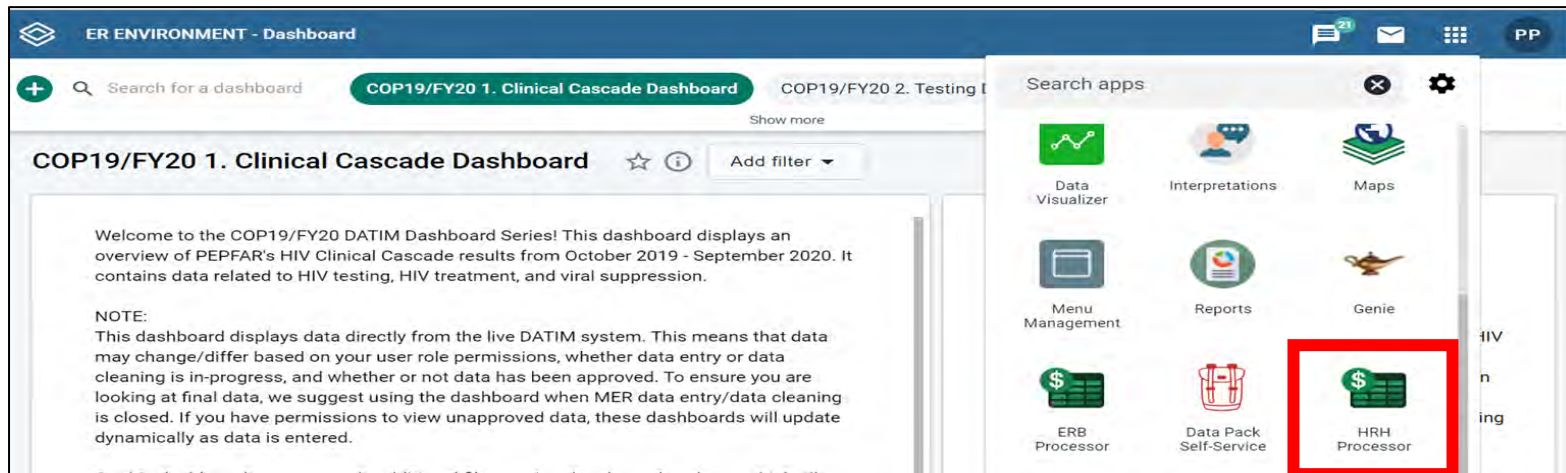 ER ENVIRONMENT - Dashboard
21
PP
Search for a dashboard
COP19/FY20 1. Clinical Cascade Dashboard
COP19/FY20 2. Testing
Show more
Search apps
COP19/FY20 1. Clinical Cascade Dashboard
Add filter
Welcome to the COP19/FY20 DATIM Dashboard Series! This dashboard displays an
overview of PEPFAR's HIV Clinical Cascade results from October 2019 - September 2020. It
contains data related to HIV testing, HIV treatment, and viral suppression.
NOTE:
This dashboard displays data directly from the live DATIM system. This means that data
may change/differ based on your user role permissions, whether data entry or data
cleaning is in-progress, and whether or not data has been approved. To ensure you are
looking at final data, we suggest using the dashboard when MER data entry/data cleaning
is closed. If you have permissions to view unapproved data, these dashboards will update
dynamically as data is entered.
Data
Visualizer
Interpretations
Maps
Menu
Management
Reports
Genie
$
ERB
Processor
Data Pack
Self-Service
$
HRH
Processor
HIV
n
ing